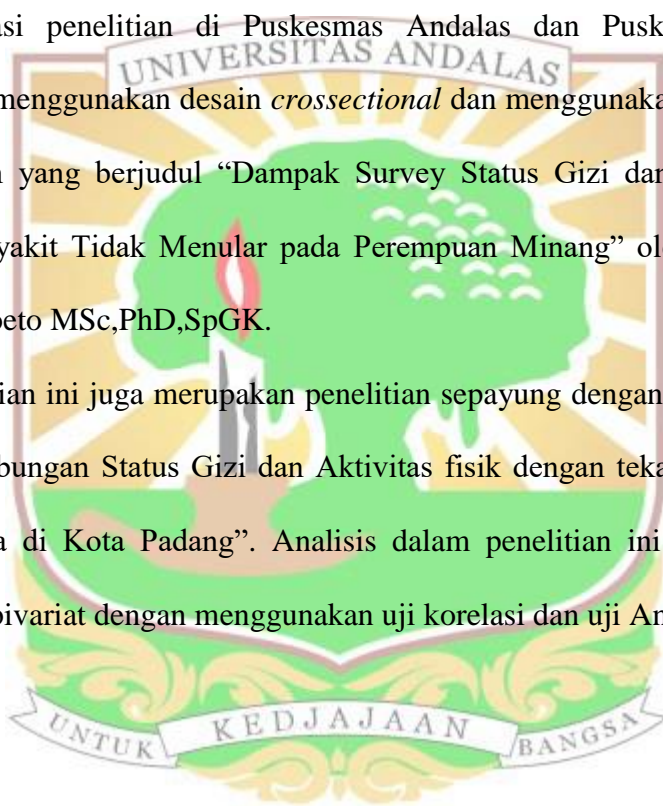 asi penelitian di Puskesmas Andalas dan Pusk
UNIVERSITAS ANDALAS
menggunakan desain crossectional dan menggunaka
yang berjudul “Dampak Survey Status Gizi dan
yakit Tidak Menular pada Perempuan Minang” ol
oeto MSc,PhD,SpGK.
ian ini juga merupakan penelitian sepayung dengan
bungan Status Gizi dan Aktivitas fisik dengan teka
a di Kota Padang”. Analisis dalam penelitian ini
bivariat dengan menggunakan uji korelasi dan uji An
UNTUK KEDJAJAAN BANGSA